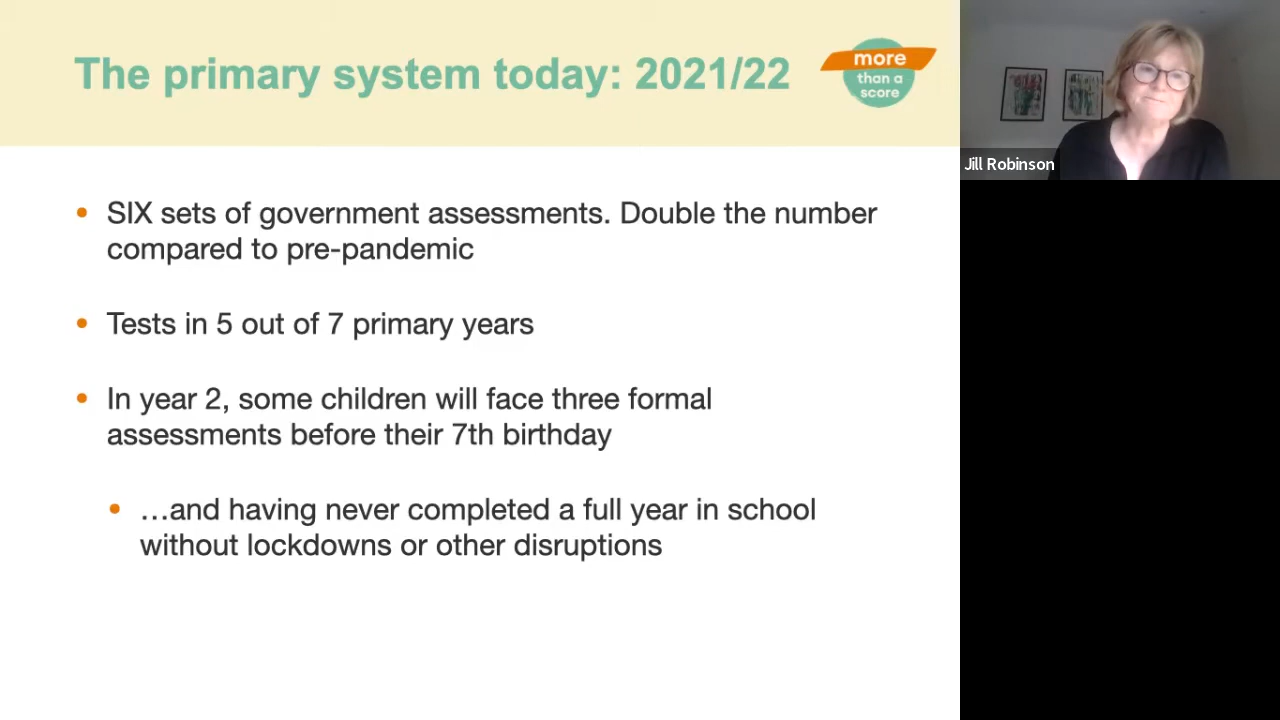 The primary system today: 2021/22
more
than a
score
Jill Robinson
• SIX sets of government assessments. Double the number
compared to pre-pandemic
• Tests in 5 out of 7 primary years
• In year 2, some children will face three formal
assessments before their 7th birthday
• …and having never completed a full year in school
without lockdowns or other disruptions